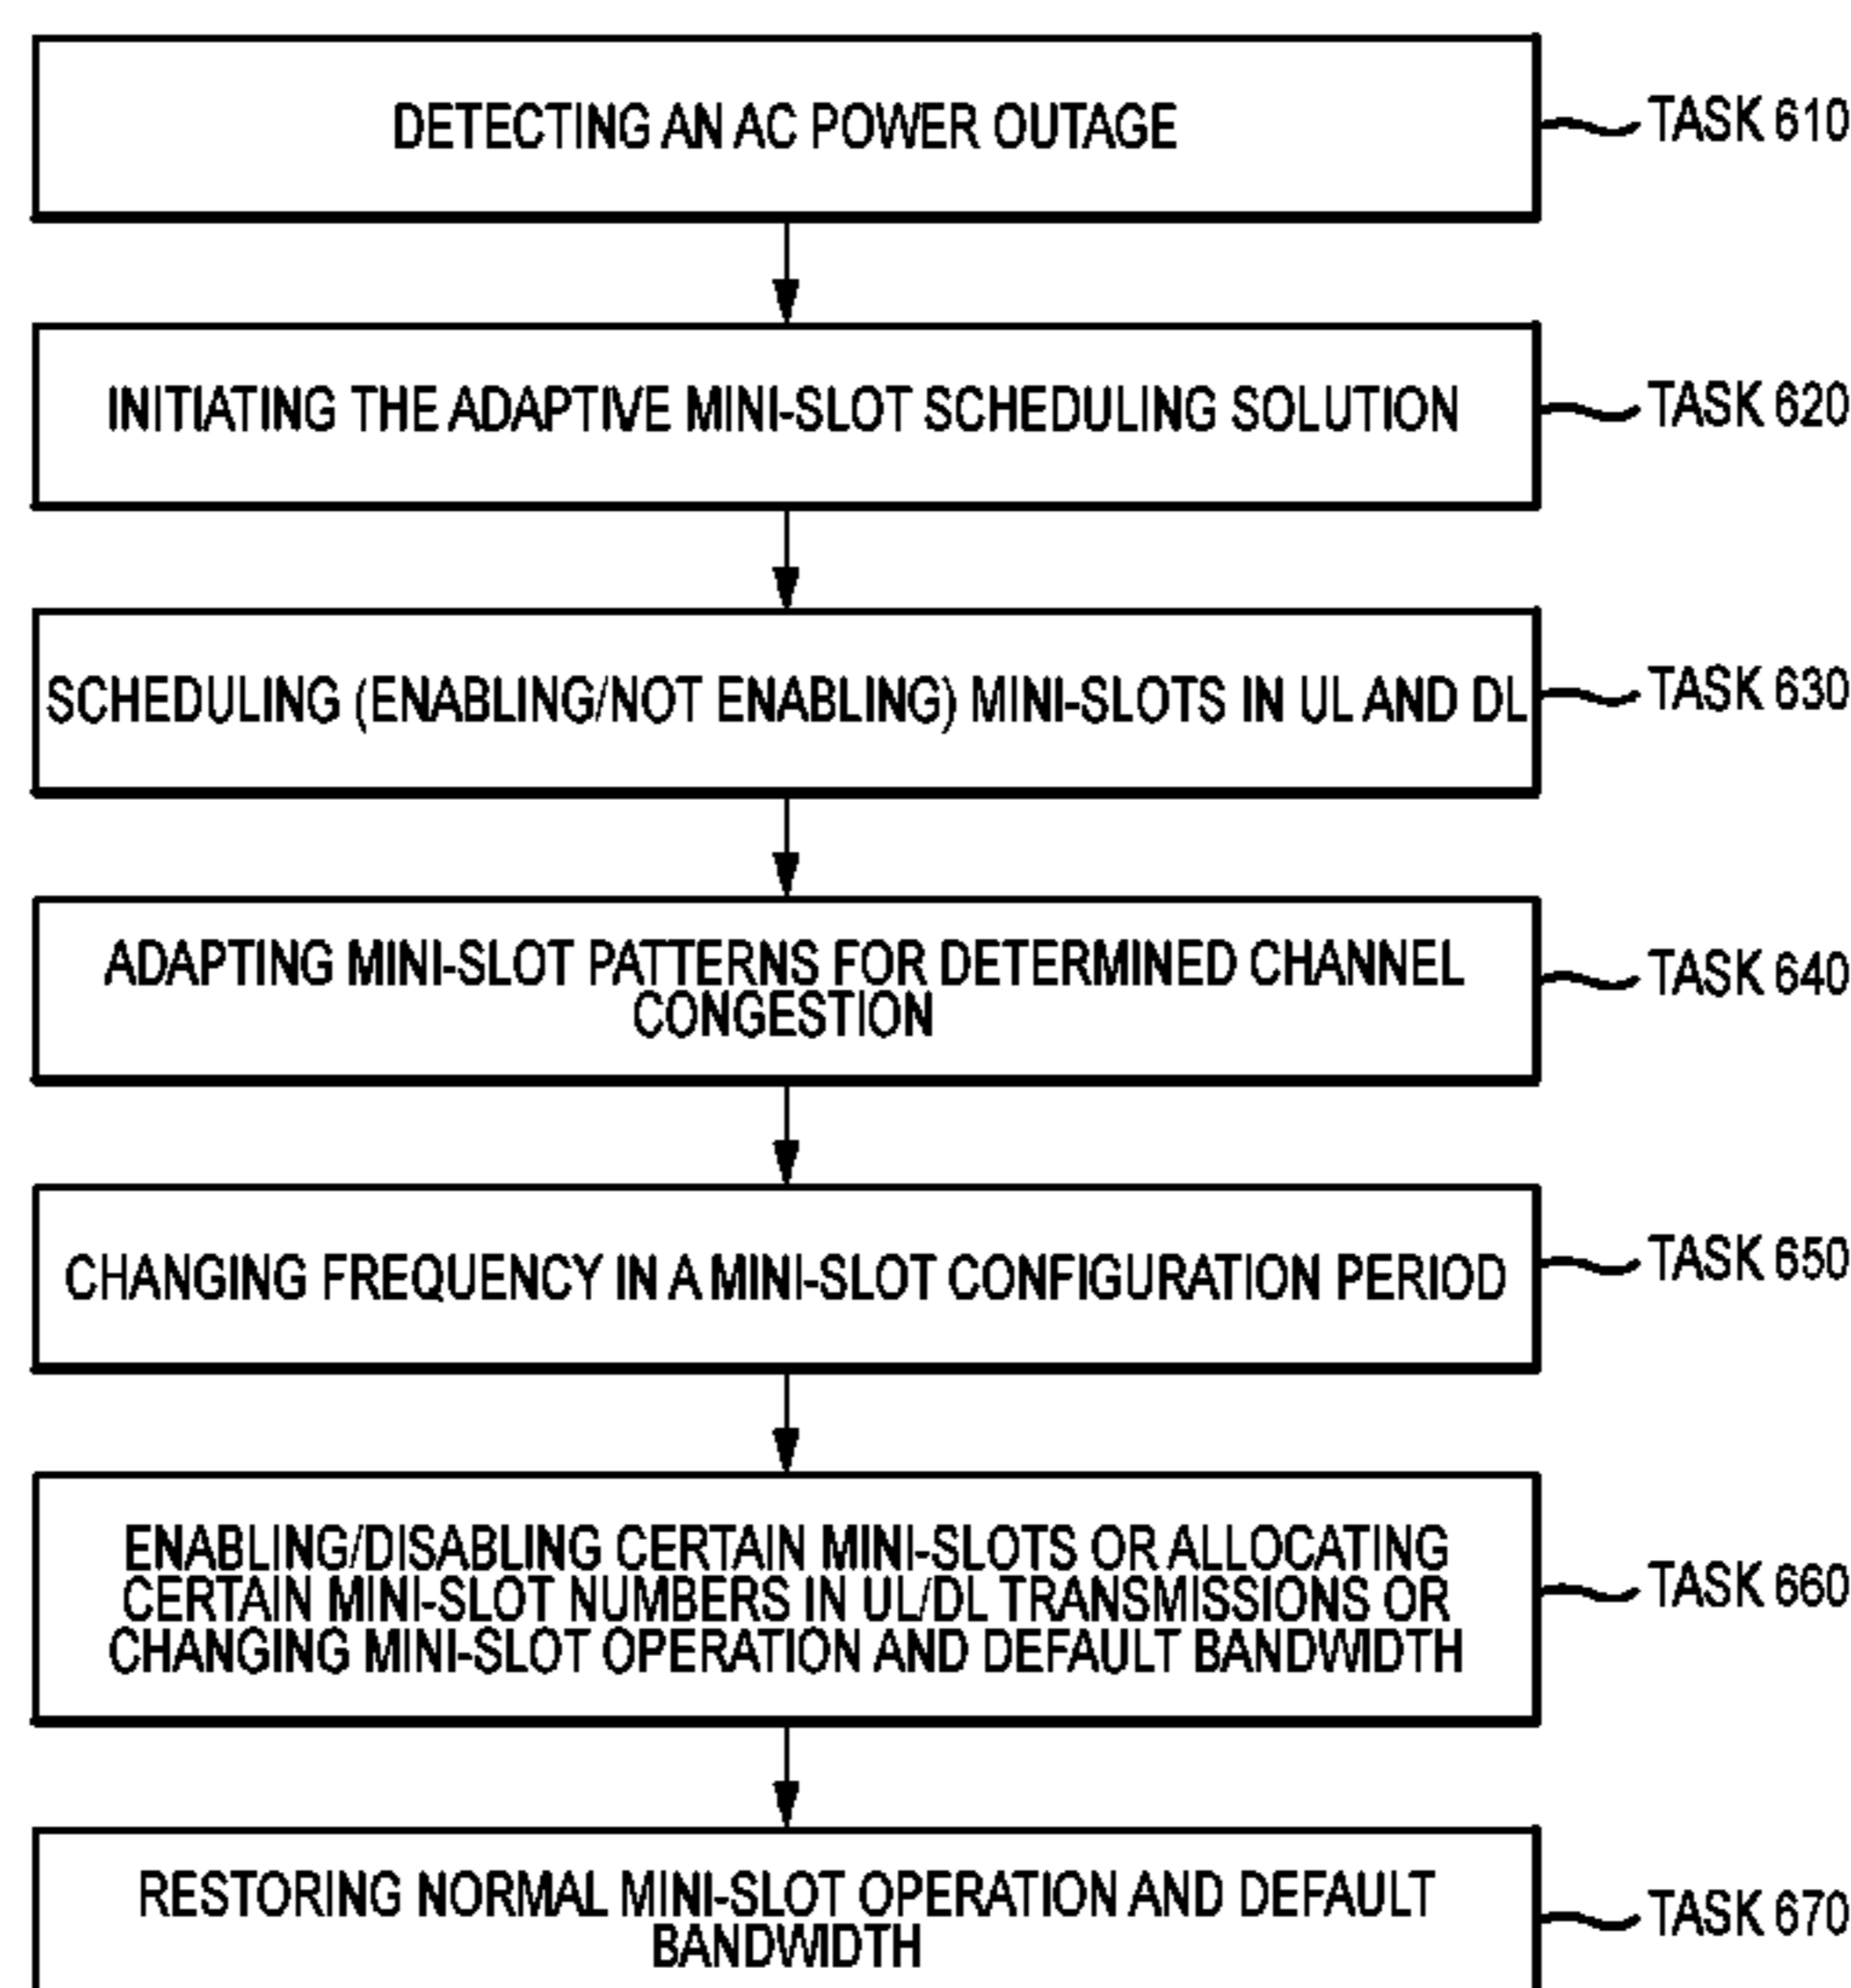 DETECTING AN AC POWER OUTAGE
TASK 610
INITIATING THE ADAPTIVE MINI-SLOT SCHEDULING SOLUTION
TASK 620
SCHEDULING (ENABLING/NOT ENABLING) MINI-SLOTS IN UL AND DL
TASK 630
ADAPTING MINI-SLOT PATTERNS FOR DETERMINED CHANNEL
CONGESTION
TASK 640
CHANGING FREQUENCY IN A MINI-SLOT CONFIGURATION PERIOD
TASK 650
ENABLING/DISABLING CERTAIN MINI-SLOTS OR ALLOCATING
CERTAIN MINI-SLOT NUMBERS IN UL/DL TRANSMISSIONS OR
CHANGING MINI-SLOT OPERATION AND DEFAULT BANDWIDTH
TASK 660
RESTORING NORMAL MINI-SLOT OPERATION AND DEFAULT
BANDWIDTH
TASK 670